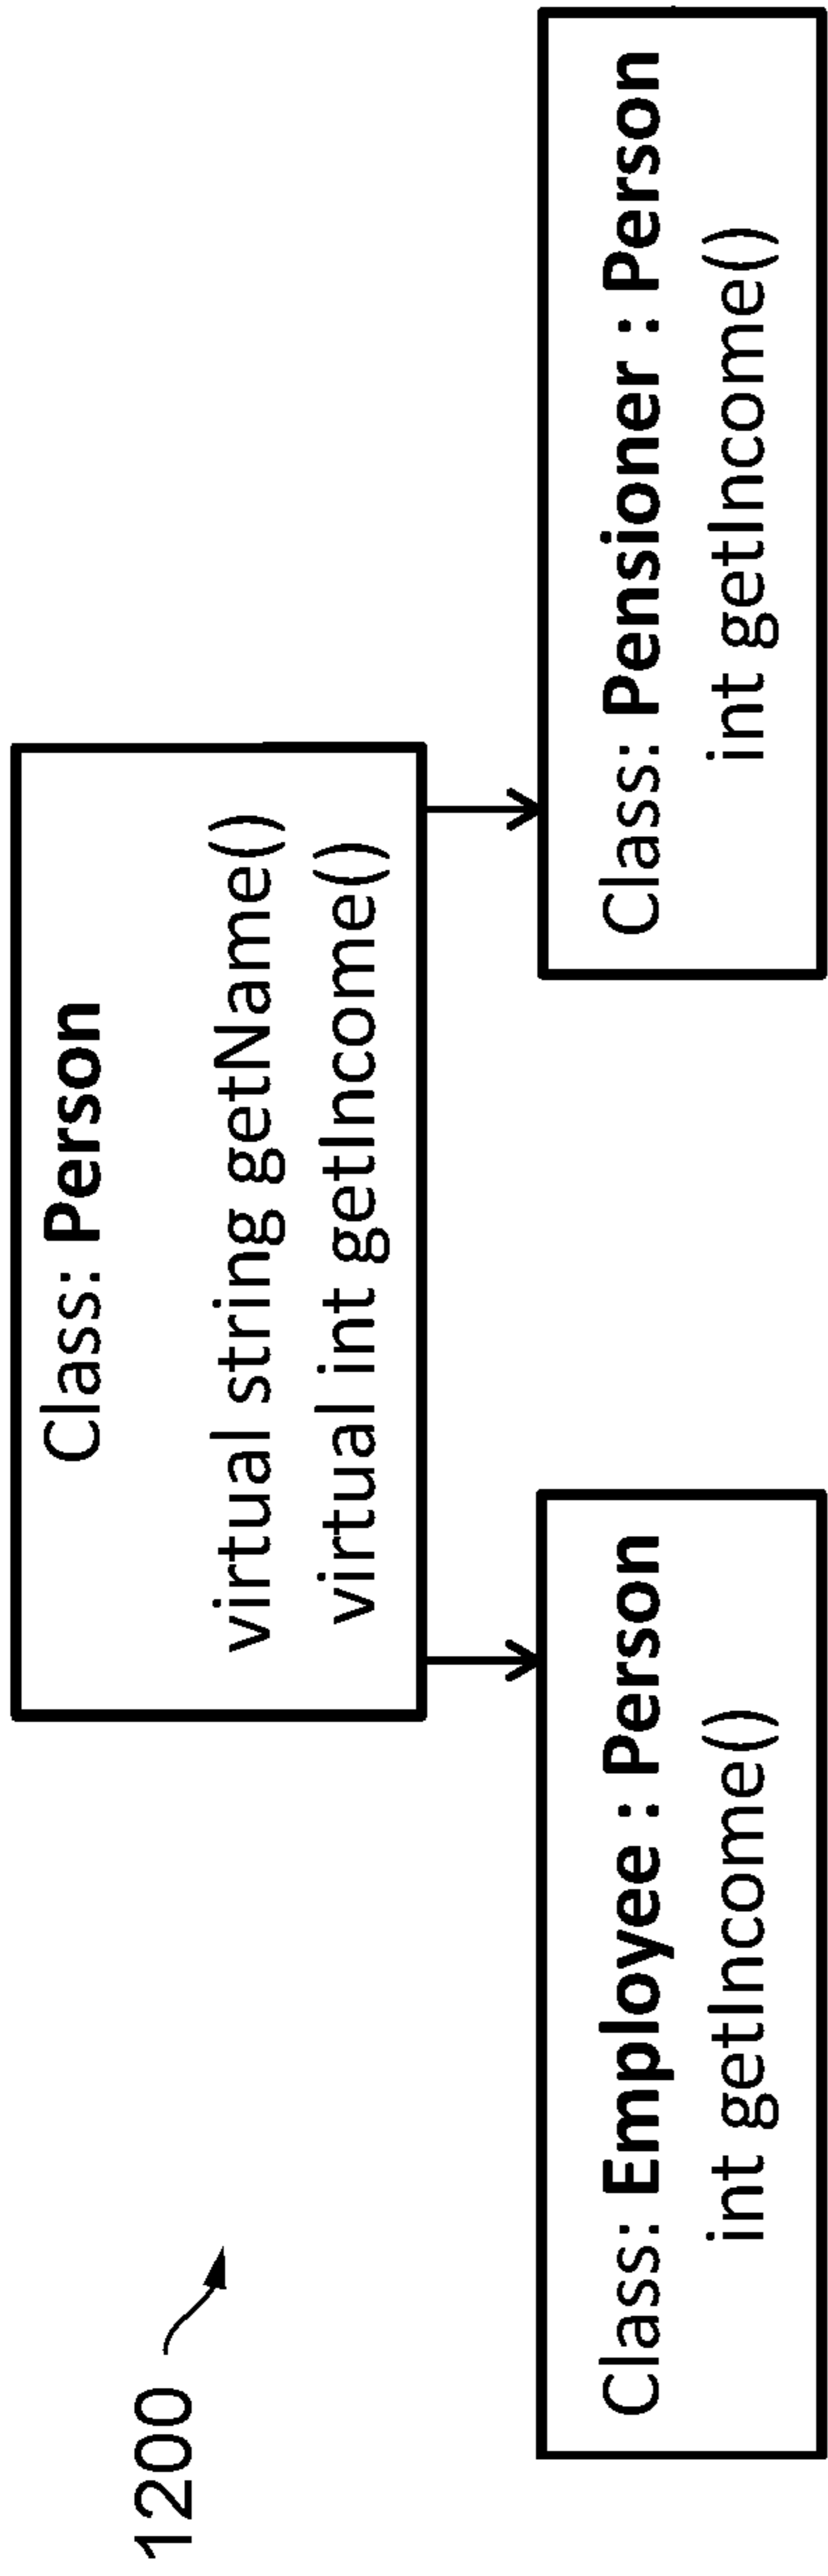 1200
Class: Person
virtual string getName()
virtual int getIncome()
Class: Employee : Person
int getIncome()
Class: Pensioner : Person
int getIncome()